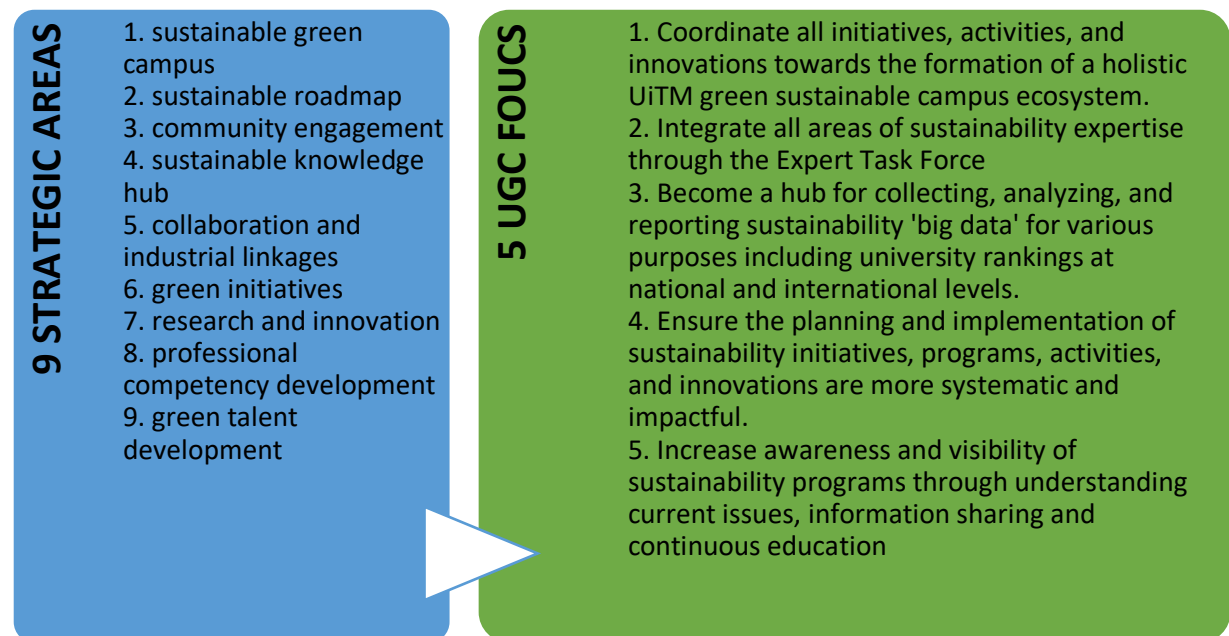 9 STRATEGIC AREAS
1. sustainable green
campus
2. sustainable roadmap
3. community engagement
4. sustainable knowledge
hub
5. collaboration and
industrial linkages
6. green initiatives
7. research and innovation
8. professional
competency development
9. green talent
development
5 UGC FOUCS
1. Coordinate all initiatives, activities, and
innovations towards the formation of a holistic
UiTM green sustainable campus ecosystem.
2. Integrate all areas of sustainability expertise
through the Expert Task Force
3. Become a hub for collecting, analyzing, and
reporting sustainability 'big data' for various
purposes including university rankings at
national and international levels.
4. Ensure the planning and implementation of
sustainability initiatives, programs, activities,
and innovations are more systematic and
impactful.
5. Increase awareness and visibility of
sustainability programs through understanding
current issues, information sharing and
continuous education